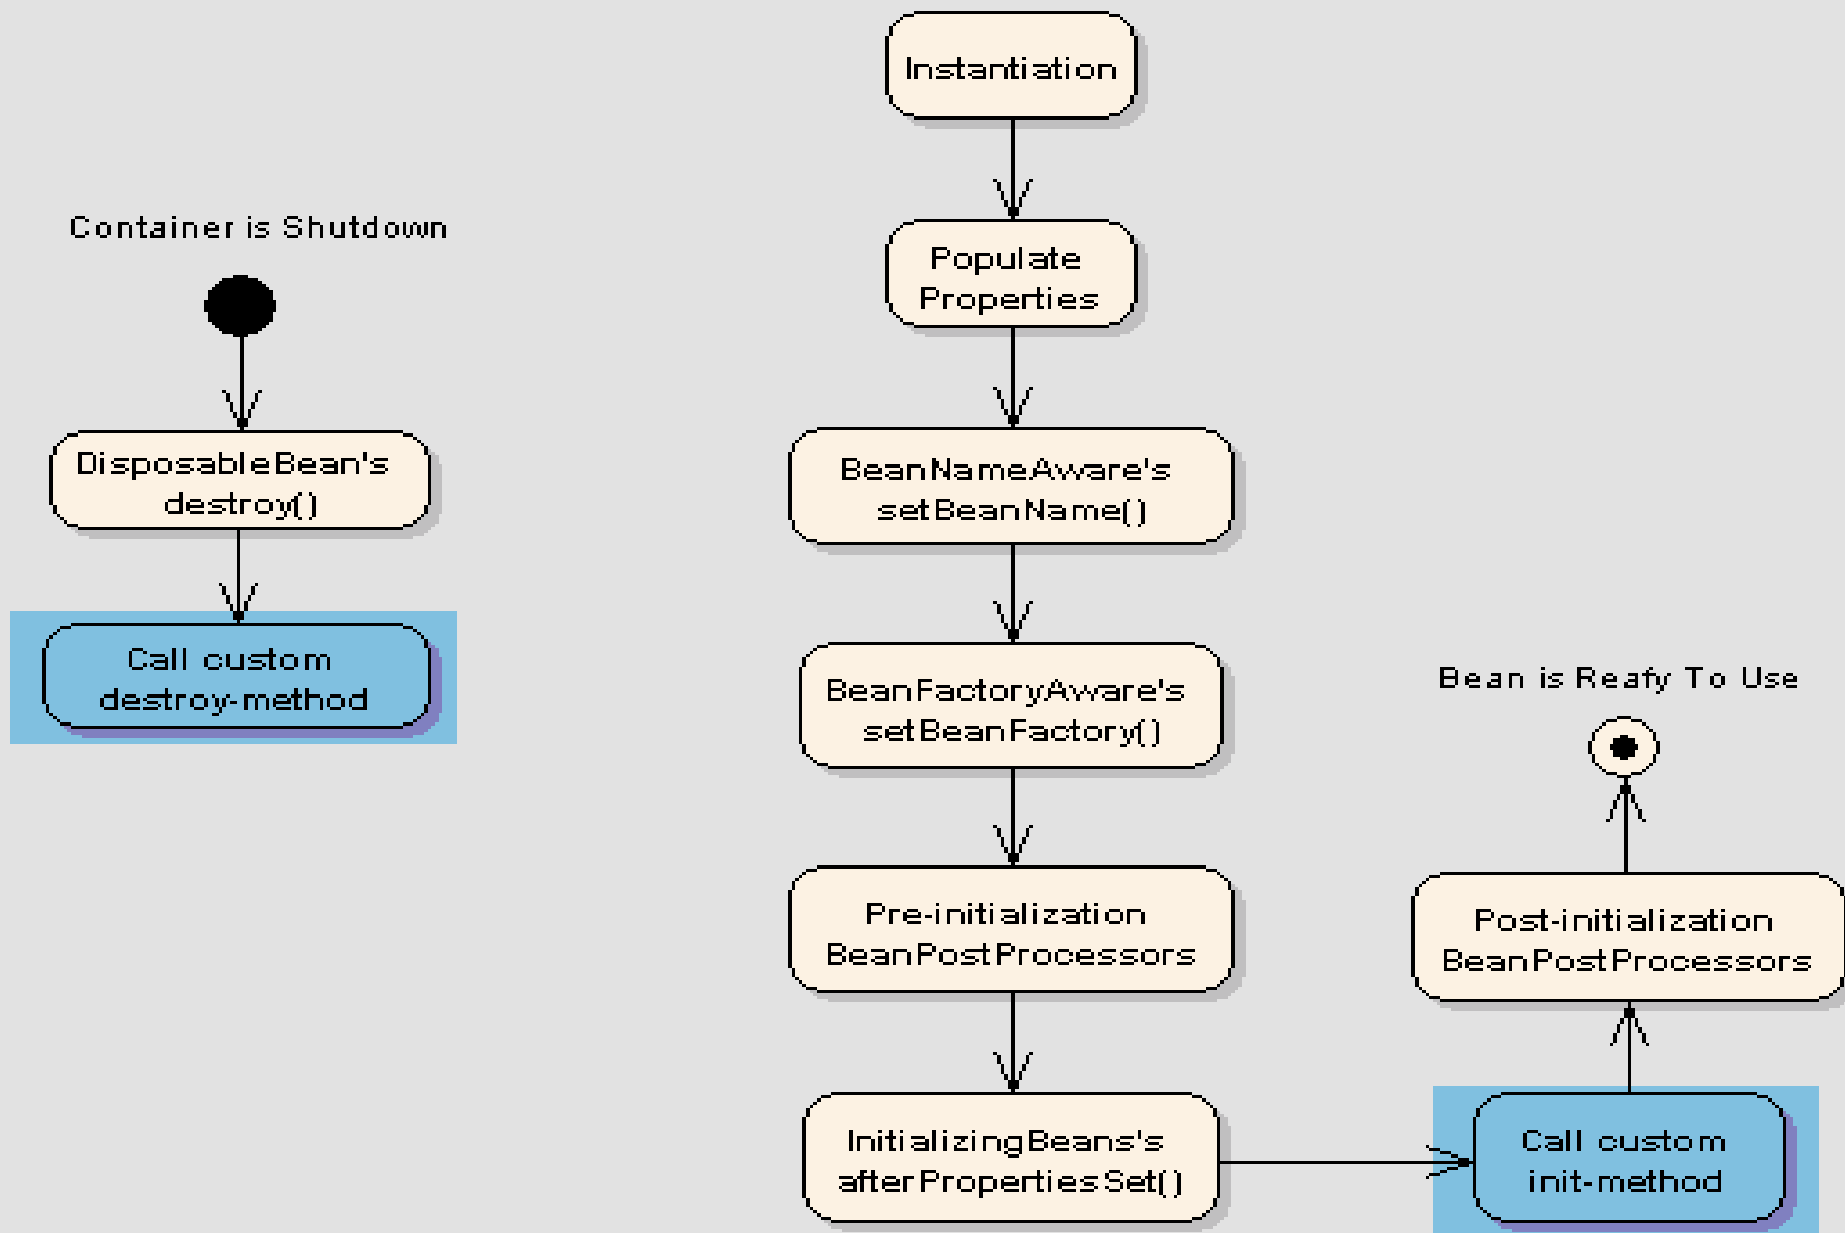 Instantiation
Populate
Properties
BeanNameAware's
setBeanName()
BeanFactoryAware's
setBeanFactory()
Pre-initialization
BeanPostProcessors
InitializingBeans's
afterPropertiesSet()
Call custom
init-method
Post-initialization
BeanPostProcessors
Bean is Reafy To Use
Container is Shutdown
DisposableBean's
destroy()
Call custom
destroy-method